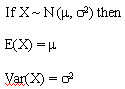 If X ~ N(μ, σ²) then
E(X) = μ
Var(X) = σ²